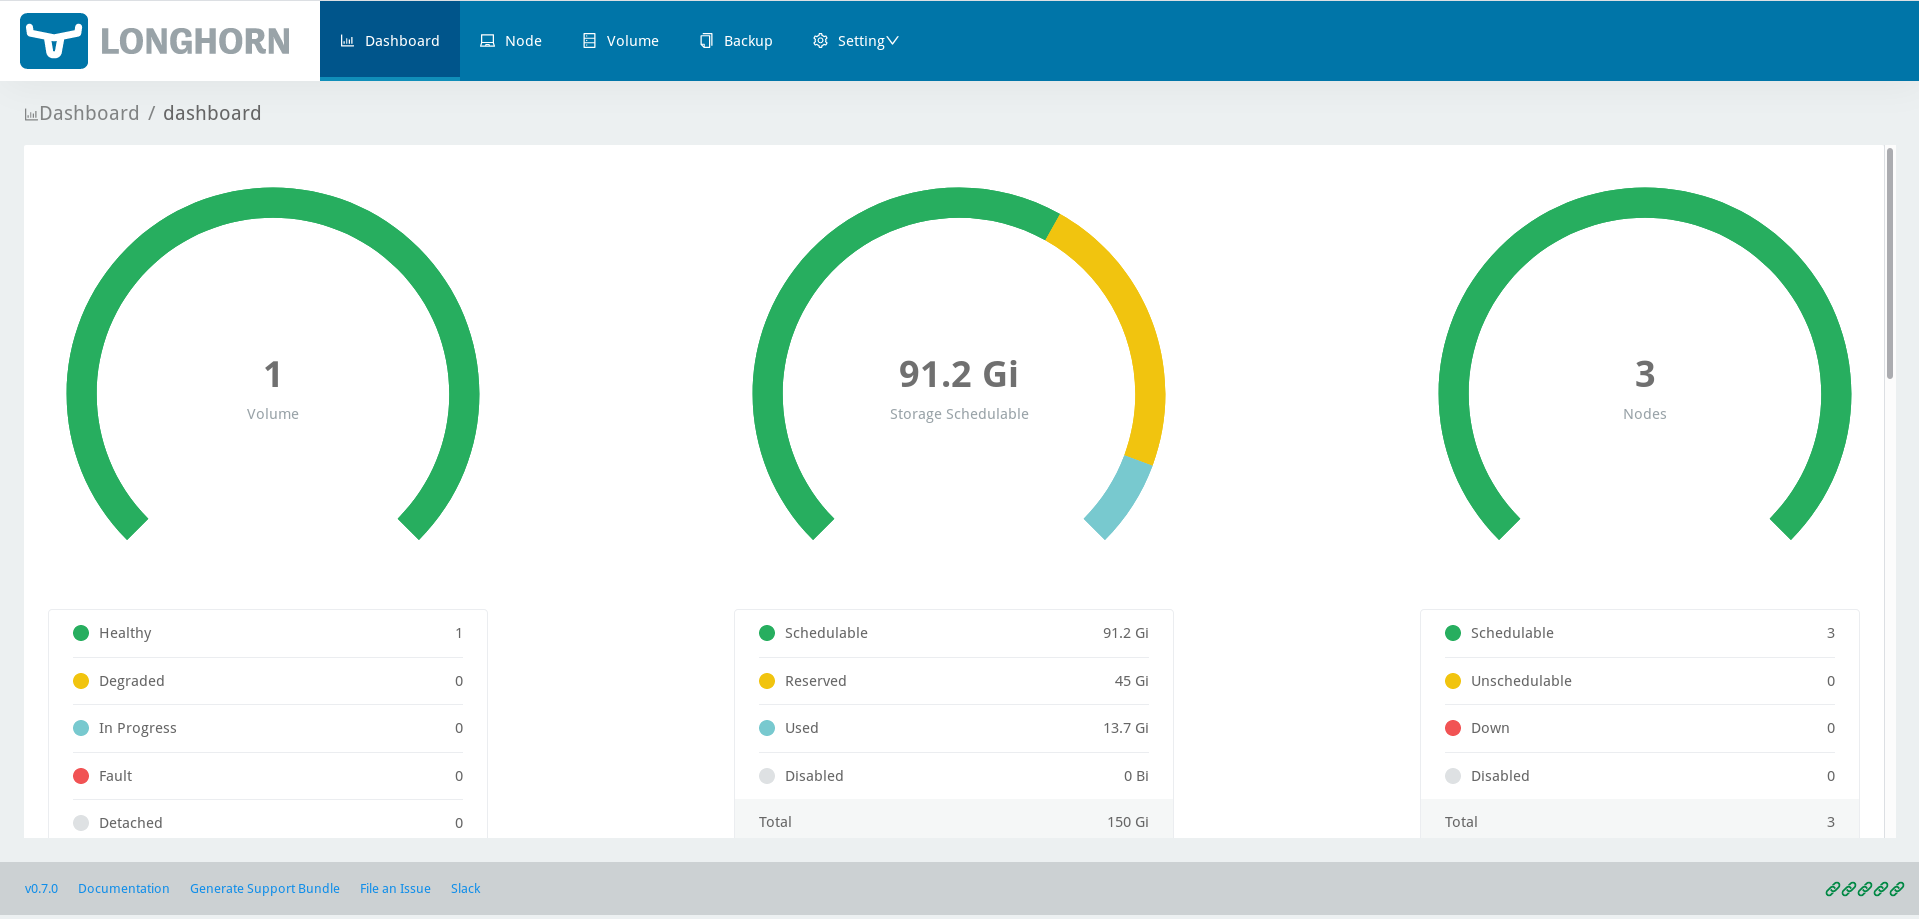 LONGHORN
Dashboard Node Volume Backup Setting
Dashboard / dashboard
1
Volume
91.2 Gi
Storage Schedulable
3
Nodes
Healthy 1
Degraded 0
In Progress 0
Fault 0
Detached 0
Schedulable 91.2 Gi
Reserved 45 Gi
Used 13.7 Gi
Disabled 0 Bi
Total 150 Gi
Schedulable 3
Unschedulable 0
Down 0
Disabled 0
Total 3
v0.7.0 Documentation Generate Support Bundle File an Issue Slack